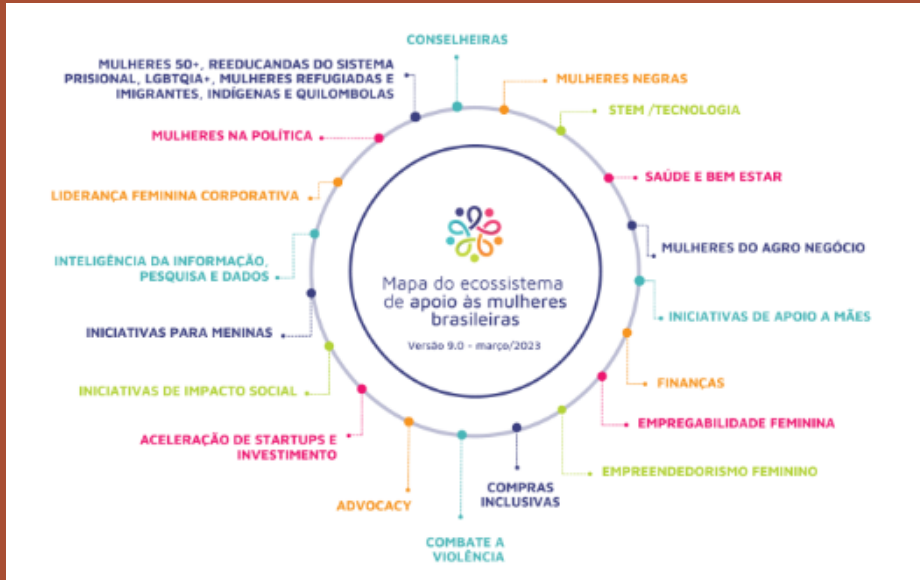 CONSELHEIRAS
MULHERES NEGRAS
STEM /TECNOLOGIA
SAÚDE E BEM ESTAR
MULHERES DO AGRO NEGÓCIO
INICIATIVAS DE APOIO A MÃES
FINANÇAS
EMPREGABILIDADE FEMININA
EMPREENDEDORISMO FEMININO
COMPRAS
INCLUSIVAS
COMBATE A
VIOLÊNCIA
ADVOCACY
ACELERAÇÃO DE STARTUPS E
INVESTIMENTO
INICIATIVAS DE IMPACTO SOCIAL
INICIATIVAS PARA MENINAS
INTELIGÊNCIA DA INFORMAÇÃO,
PESQUISA E DADOS
LIDERANÇA FEMININA CORPORATIVA
MULHERES NA POLÍTICA
MULHERES 50+, REEDUCANDAS DO SISTEMA
PRISIONAL, LGBTQIA+, MULHERES REFUGIADAS E
IMIGRANTES, INDÍGENAS E QUILOMBOLAS
Mapa do ecossistema
de apoio às mulheres
brasileiras
Versão 9.0 - março/2023